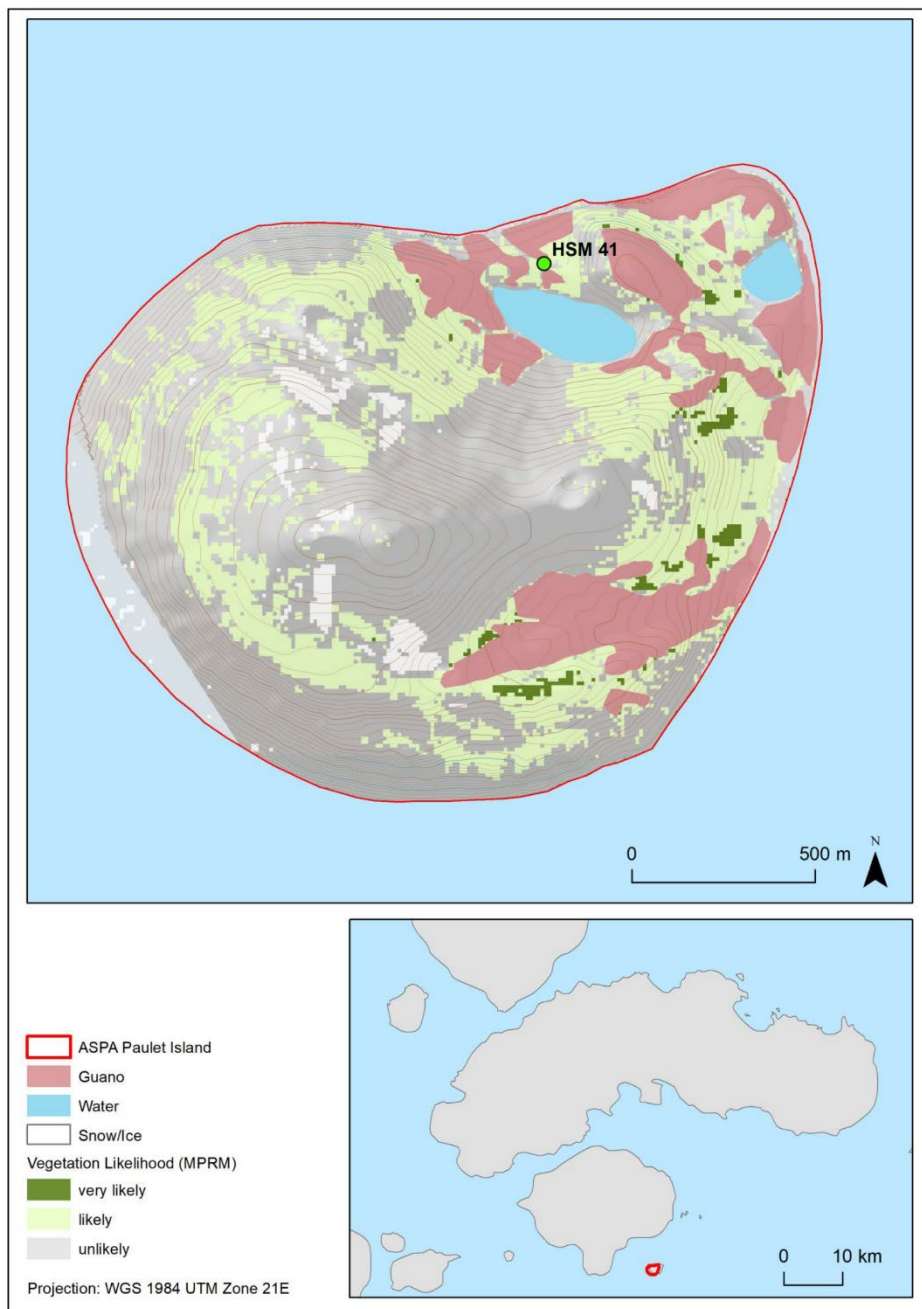 HSM 41
0 500 m
N
ASPA Paulet Island
Guano
Water
Snow/Ice
Vegetation Likelihood (MPRM)
very likely
likely
unlikely
Projection: WGS 1984 UTM Zone 21E
0 10 km